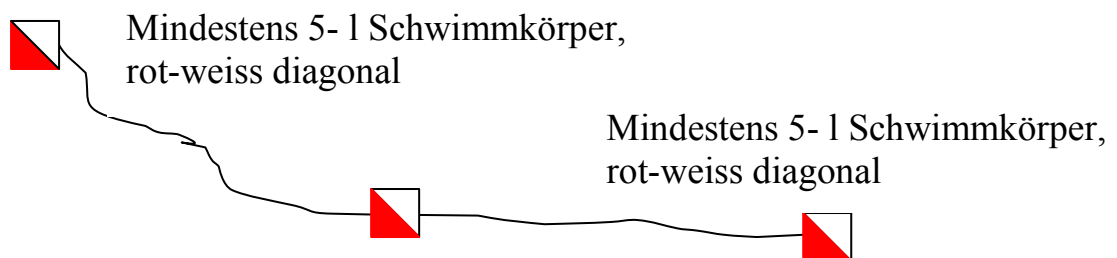 Mindestens 5- l Schwimmkörper,
rot-weiss diagonal
Mindestens 5- l Schwimmkörper,
rot-weiss diagonal